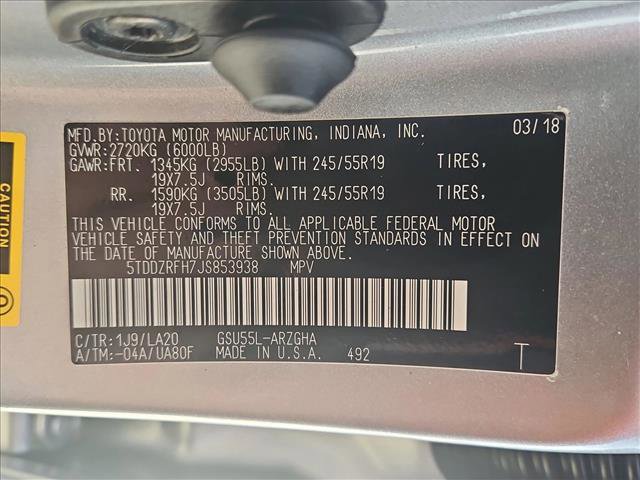 MFD.BY:TOYOTA MOTOR MANUFACTURING, INDIANA, INC. 03/18
GVWR:2720KG (6000LB)
GAWR:FRT. 1345KG (2955LB) WITH 245/55R19 TIRES,
19X7.5J RIMS.
RR. 1590KG (3505LB) WITH 245/55R19 TIRES,
19X7.5J RIMS.
THIS VEHICLE CONFORMS TO ALL APPLICABLE FEDERAL MOTOR
VEHICLE SAFETY AND THEFT PREVENTION STANDARDS IN EFFECT ON
THE DATE OF MANUFACTURE SHOWN ABOVE.
5TDDZRFH7JS853938 MPV
C/TR:1J9/LA20 GSU55L-ARZGHA
A/TM:-04A/UA80F MADE IN U.S.A. 492 T
CAUTION